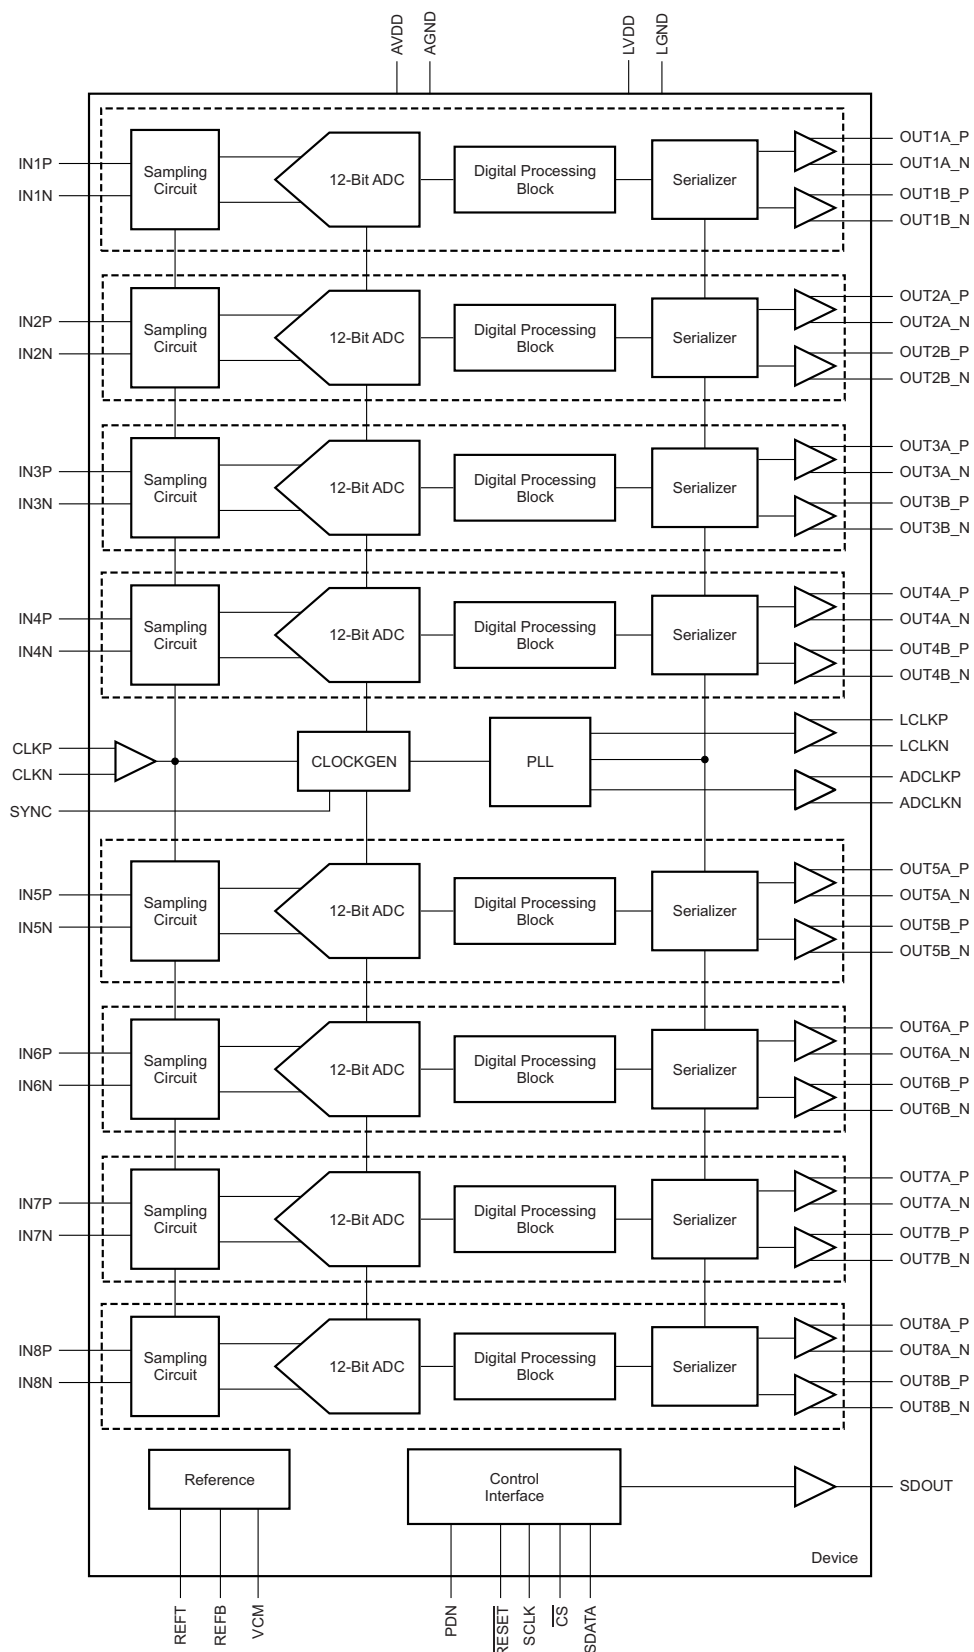 AVDD
AGND
LVDD
LGND
IN1P
IN1N
Sampling
Circuit
12-Bit ADC
Digital Processing
Block
Serializer
OUT1A_P
OUT1A_N
OUT1B_P
OUT1B_N
IN2P
IN2N
Sampling
Circuit
12-Bit ADC
Digital Processing
Block
Serializer
OUT2A_P
OUT2A_N
OUT2B_P
OUT2B_N
IN3P
IN3N
Sampling
Circuit
12-Bit ADC
Digital Processing
Block
Serializer
OUT3A_P
OUT3A_N
OUT3B_P
OUT3B_N
IN4P
IN4N
Sampling
Circuit
12-Bit ADC
Digital Processing
Block
Serializer
OUT4A_P
OUT4A_N
OUT4B_P
OUT4B_N
CLKP
CLKN
SYNC
CLOCKGEN
PLL
LCLKP
LCLKN
ADCLKP
ADCLKN
IN5P
IN5N
Sampling
Circuit
12-Bit ADC
Digital Processing
Block
Serializer
OUT5A_P
OUT5A_N
OUT5B_P
OUT5B_N
IN6P
IN6N
Sampling
Circuit
12-Bit ADC
Digital Processing
Block
Serializer
OUT6A_P
OUT6A_N
OUT6B_P
OUT6B_N
IN7P
IN7N
Sampling
Circuit
12-Bit ADC
Digital Processing
Block
Serializer
OUT7A_P
OUT7A_N
OUT7B_P
OUT7B_N
IN8P
IN8N
Sampling
Circuit
12-Bit ADC
Digital Processing
Block
Serializer
OUT8A_P
OUT8A_N
OUT8B_P
OUT8B_N
Reference
Control
Interface
SDOUT
Device
REFT
REFB
VCM
PDN
RESET
SCLK
CS
SDATA